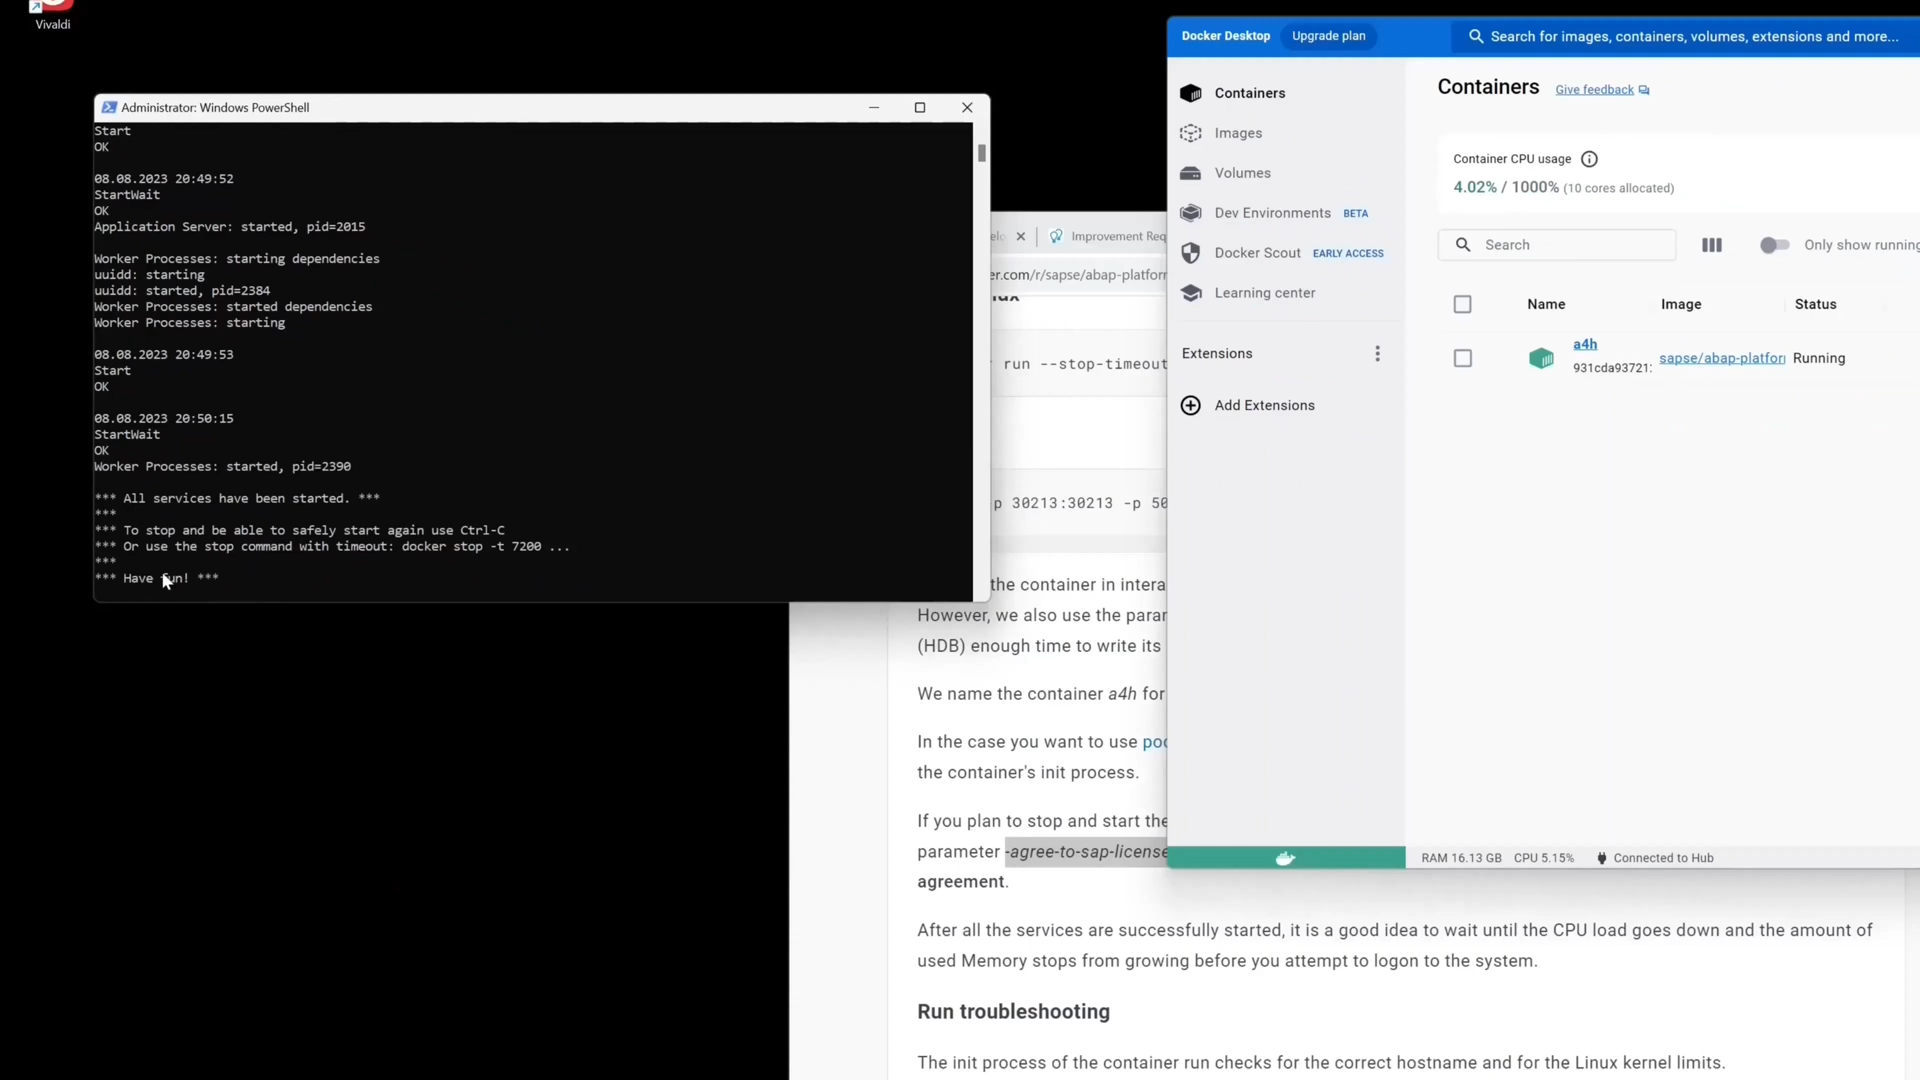 Vivaldi
Administrator: Windows PowerShell
Start
OK
08.08.2023 20:49:52
StartWait
OK
Application Server: started, pid=2015
Worker Processes: starting dependencies
uuidd: starting
uuidd: started, pid=2384
Worker Processes: started dependencies
Worker Processes: starting
08.08.2023 20:49:53
Start
OK
08.08.2023 20:50:15
StartWait
OK
Worker Processes: started, pid=2390
*** All services have been started. ***
***
*** To stop and be able to safely start again use Ctrl-C
*** Or use the stop command with timeout: docker stop -t 7200 ...
***
*** Have fun! ***
Improvement Req
er.com/r/sapse/abap-platfor
run --stop-timeout
p 30213:30213 -p 50
the container in intera
However, we also use the parar
(HDB) enough time to write its
We name the container a4h for
In the case you want to use
the container's init process.
If you plan to stop and start the
parameter -agree-to-sap-license
agreement.
After all the services are successfully started, it is a good idea to wait until the CPU load goes down and the amount of
used Memory stops from growing before you attempt to logon to the system.
Run troubleshooting
The init process of the container run checks for the correct hostname and for the Linux kernel limits.
Docker Desktop Upgrade plan Search for images, containers, volumes, extensions and more...
Containers
Images
Volumes
Dev Environments BETA
Docker Scout EARLY ACCESS
Learning center
Extensions
Add Extensions
Containers Give feedback
Container CPU usage
4.02% / 1000% (10 cores allocated)
Search Only show running
Name Image Status
a4h
931cda93721: sapse/abap-platfor Running
RAM 16.13 GB CPU 5.15% Connected to Hub